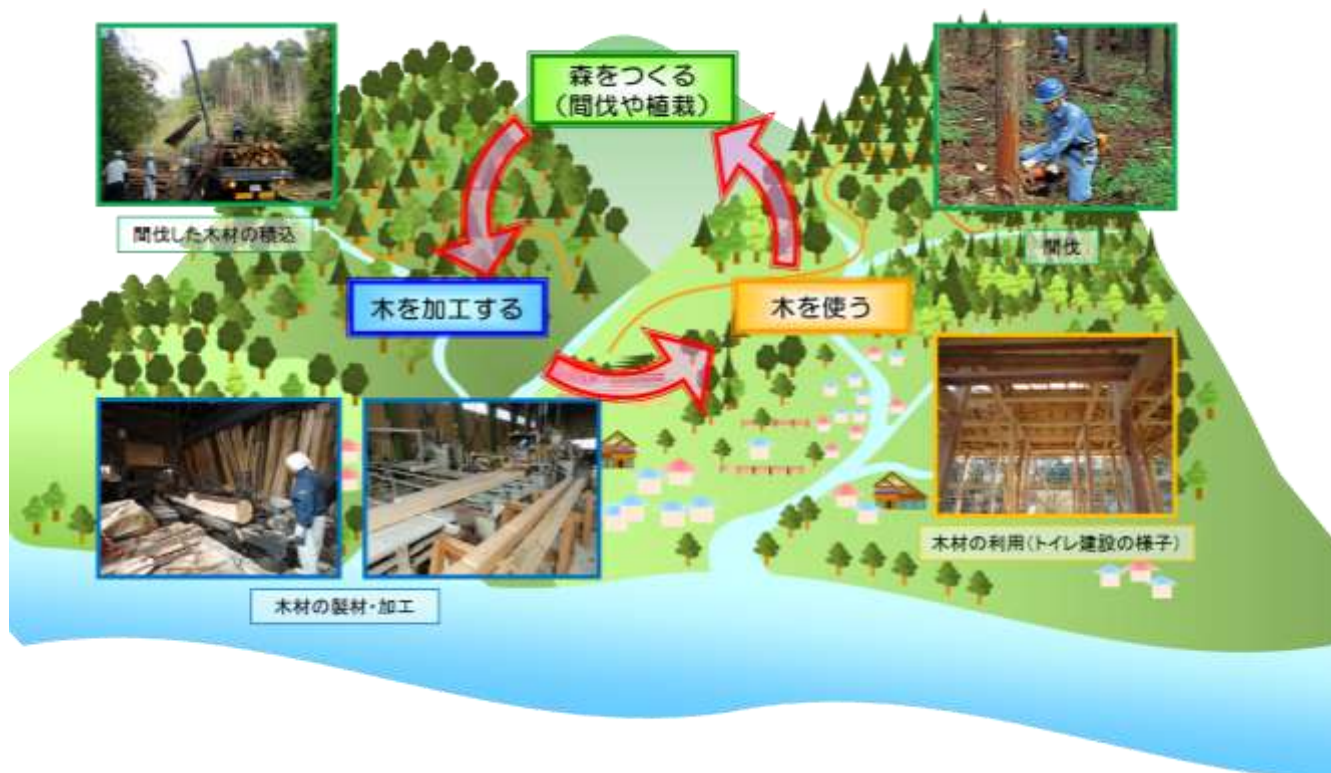 森をつくる
(間伐や植栽)
間伐した木材の積込
間伐
木を加工する
木を使う
木材の利用(トイレ建設の様子)
木材の製材・加工